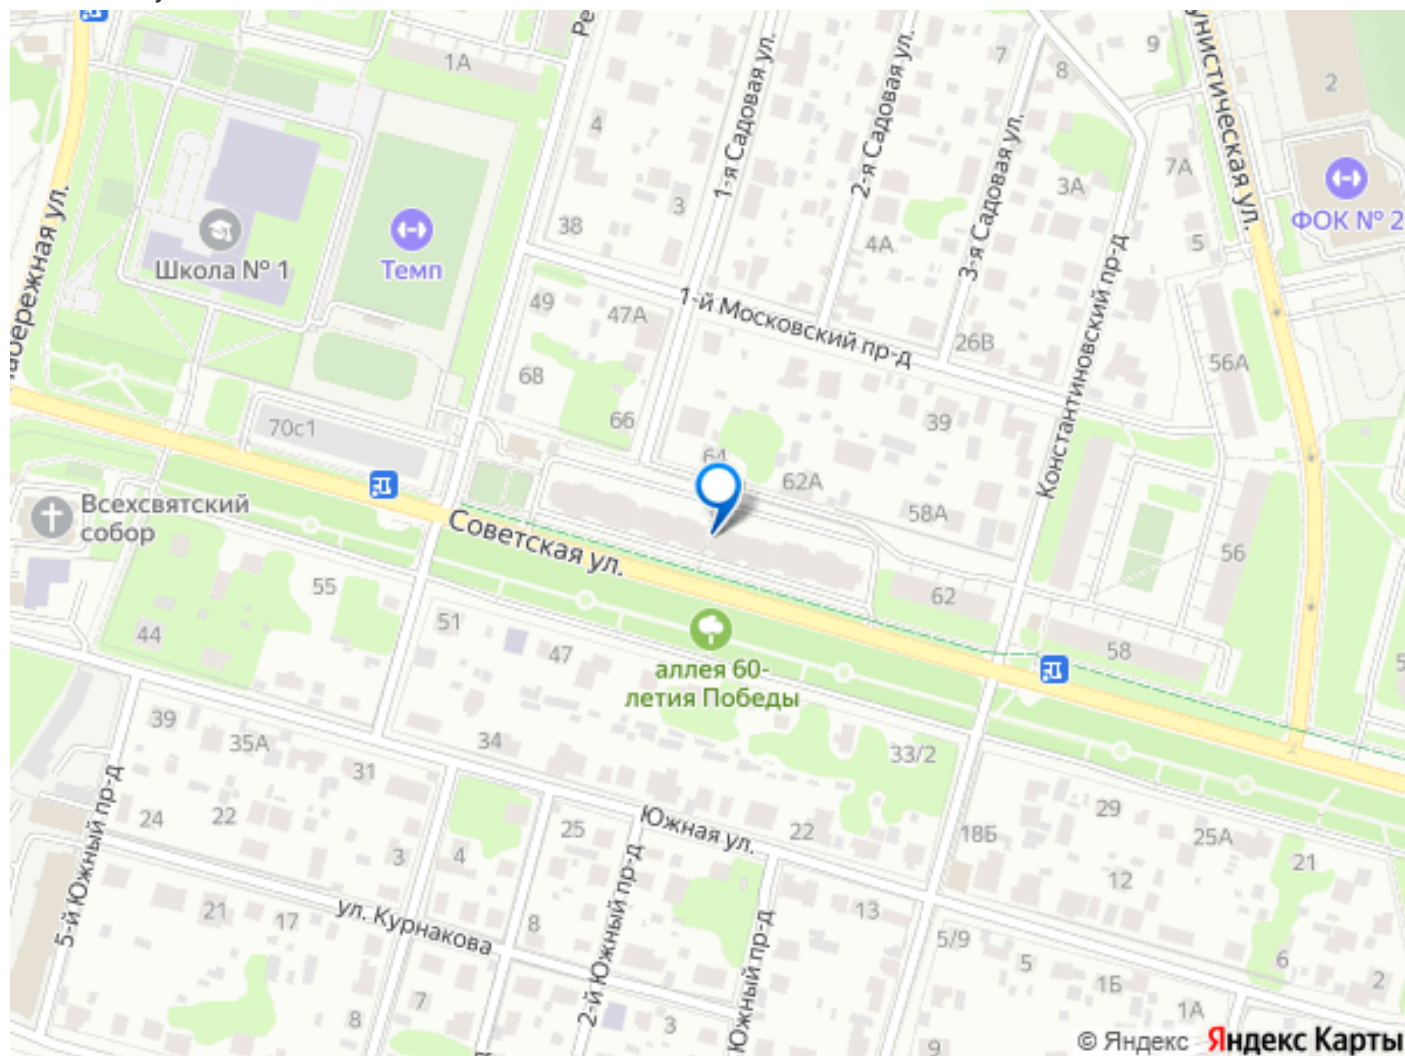 1А
Ре
1-я Садовая ул.
2-я Садовая ул.
7
8
9
унистическая ул.
2
4
3-я Садовая ул.
7А
3А
ФОК № 2
абережная ул.
Школа № 1
Темп
38
3
4А
5
49
47А
1-й Московский пр-д
26В
Константиновский пр-д
56А
68
66
39
70с1
64
62А
58А
Всехсвятский
собор
Советская ул.
56
55
62
44
51
47
58
5
аллея 60-
летия Победы
39
35А
34
33/2
31
5-й Южный пр-д
24
22
25
Южная ул.
22
18Б
29
25А
21
3
4
2-й Южный пр-д
12
21
17
ул. Курнакова
8
13
Южный пр-д
5/9
5
6
1Б
2
7
8
3
1А
9
д
© Яндекс Яндекс Карты